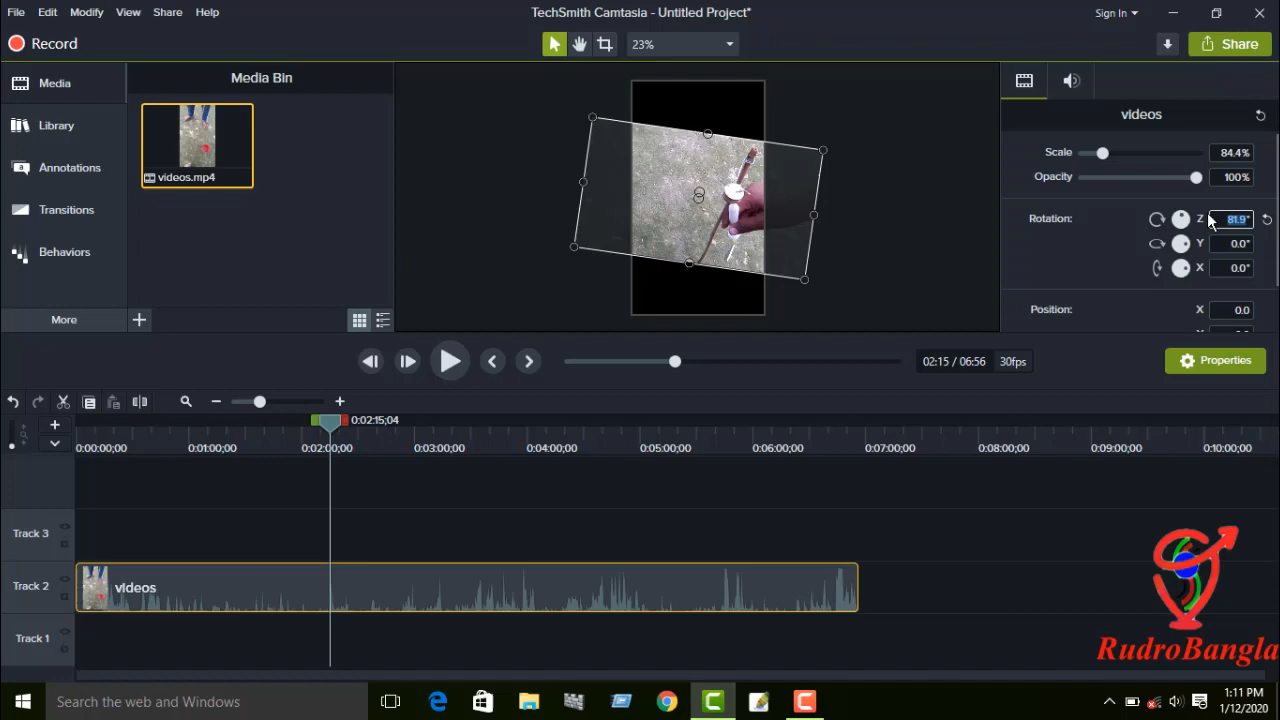 File Edit Modify View Share Help
TechSmith Camtasia - Untitled Project*
Sign In
Record
23%
Share
Media
Library
Annotations
Transitions
Behaviors
More
Media Bin
videos.mp4
videos
Scale 84.4%
Opacity 100%
Rotation: Z 81.9°
Y 0.0°
X 0.0°
Position: X 0.0
02:15 / 06:56 30fps
Properties
0:02:15;04
0:00:00;00 0:01:00;00 0:02:00;00 0:03:00;00 0:04:00;00 0:05:00;00 0:06:00;00 0:07:00;00 0:08:00;00 0:09:00;00 0:10:00;00
Track 3
Track 2
videos
Track 1
RudroBangla
Search the web and Windows
1:11 PM
1/12/2020